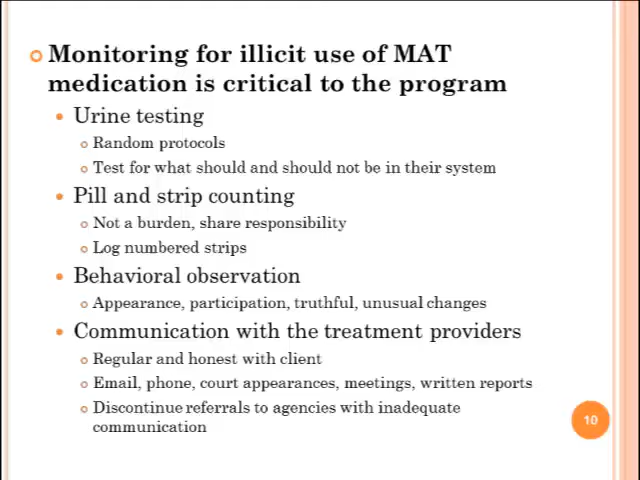 Monitoring for illicit use of MAT
medication is critical to the program
Urine testing
Random protocols
Test for what should and should not be in their system
Pill and strip counting
Not a burden, share responsibility
Log numbered strips
Behavioral observation
Appearance, participation, truthful, unusual changes
Communication with the treatment providers
Regular and honest with client
Email, phone, court appearances, meetings, written reports
Discontinue referrals to agencies with inadequate
communication
10